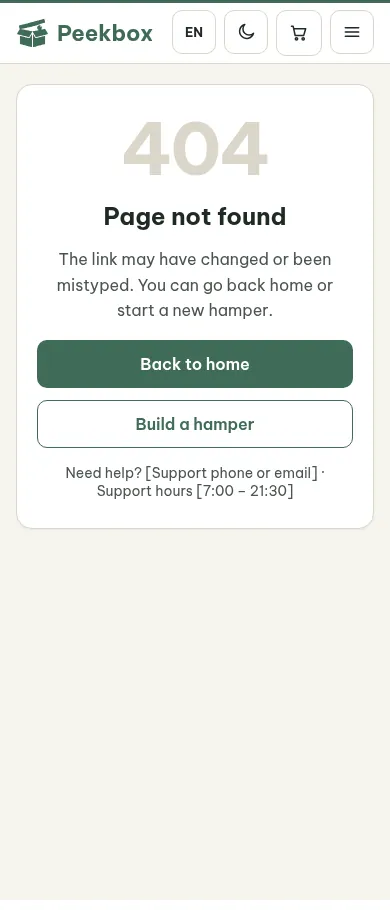 Peekbox
EN
404
Page not found
The link may have changed or been
mistyped. You can go back home or
start a new hamper.
Back to home
Build a hamper
Need help? [Support phone or email] ·
Support hours [7:00 – 21:30]